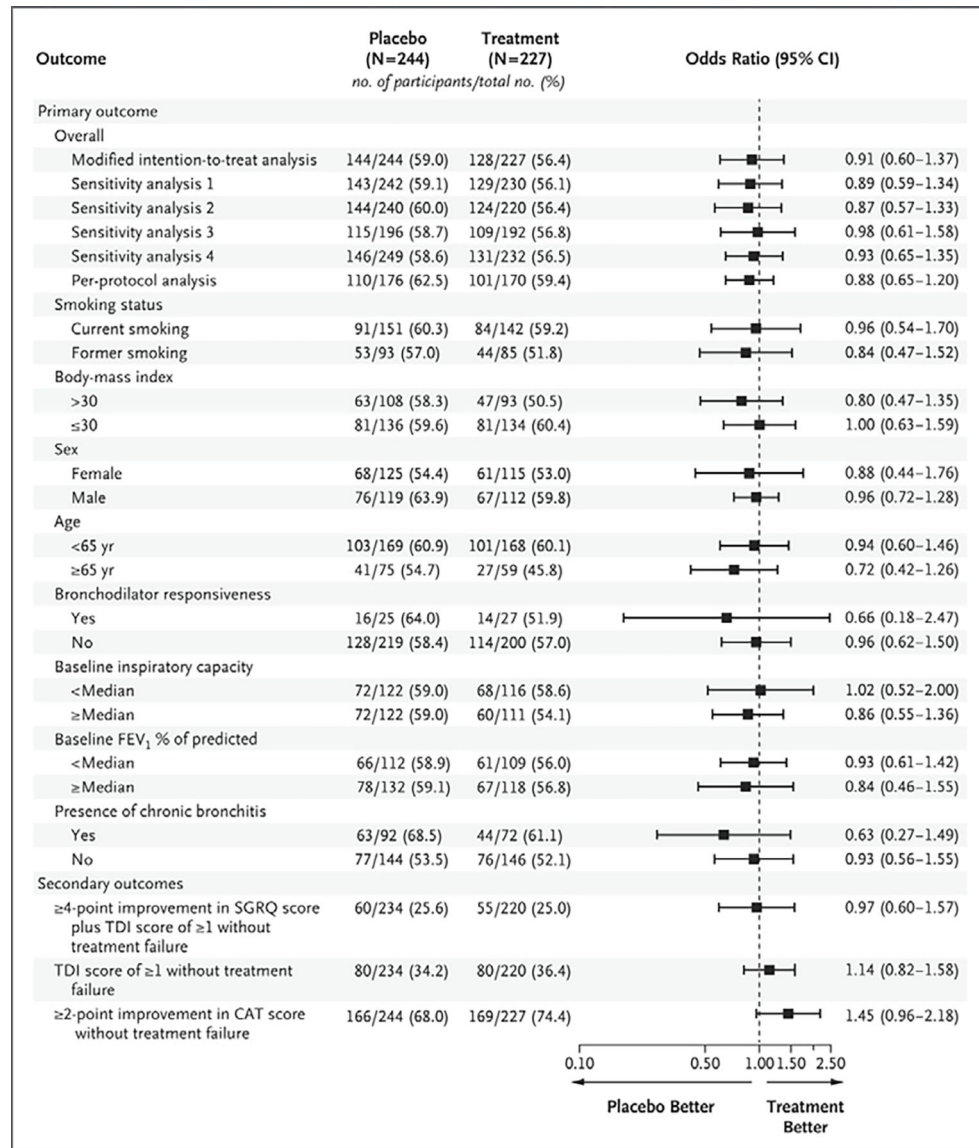 Outcome Placebo (N=244) Treatment (N=227) Odds Ratio (95% CI)
no. of participants/total no. (%)
Primary outcome
Overall
Modified intention-to-treat analysis 144/244 (59.0) 128/227 (56.4) 0.91 (0.60–1.37)
Sensitivity analysis 1 143/242 (59.1) 129/230 (56.1) 0.89 (0.59–1.34)
Sensitivity analysis 2 144/240 (60.0) 124/220 (56.4) 0.87 (0.57–1.33)
Sensitivity analysis 3 115/196 (58.7) 109/192 (56.8) 0.98 (0.61–1.58)
Sensitivity analysis 4 146/249 (58.6) 131/232 (56.5) 0.93 (0.65–1.35)
Per-protocol analysis 110/176 (62.5) 101/170 (59.4) 0.88 (0.65–1.20)
Smoking status
Current smoking 91/151 (60.3) 84/142 (59.2) 0.96 (0.54–1.70)
Former smoking 53/93 (57.0) 44/85 (51.8) 0.84 (0.47–1.52)
Body-mass index
>30 63/108 (58.3) 47/93 (50.5) 0.80 (0.47–1.35)
≤30 81/136 (59.6) 81/134 (60.4) 1.00 (0.63–1.59)
Sex
Female 68/125 (54.4) 61/115 (53.0) 0.88 (0.44–1.76)
Male 76/119 (63.9) 67/112 (59.8) 0.96 (0.72–1.28)
Age
<65 yr 103/169 (60.9) 101/168 (60.1) 0.94 (0.60–1.46)
≥65 yr 41/75 (54.7) 27/59 (45.8) 0.72 (0.42–1.26)
Bronchodilator responsiveness
Yes 16/25 (64.0) 14/27 (51.9) 0.66 (0.18–2.47)
No 128/219 (58.4) 114/200 (57.0) 0.96 (0.62–1.50)
Baseline inspiratory capacity
<Median 72/122 (59.0) 68/116 (58.6) 1.02 (0.52–2.00)
≥Median 72/122 (59.0) 60/111 (54.1) 0.86 (0.55–1.36)
Baseline FEV₁ % of predicted
<Median 66/112 (58.9) 61/109 (56.0) 0.93 (0.61–1.42)
≥Median 78/132 (59.1) 67/118 (56.8) 0.84 (0.46–1.55)
Presence of chronic bronchitis
Yes 63/92 (68.5) 44/72 (61.1) 0.63 (0.27–1.49)
No 77/144 (53.5) 76/146 (52.1) 0.93 (0.56–1.55)
Secondary outcomes
≥4-point improvement in SGRQ score 60/234 (25.6) 55/220 (25.0) 0.97 (0.60–1.57)
plus TDI score of ≥1 without
treatment failure
TDI score of ≥1 without treatment 80/234 (34.2) 80/220 (36.4) 1.14 (0.82–1.58)
failure
≥2-point improvement in CAT score 166/244 (68.0) 169/227 (74.4) 1.45 (0.96–2.18)
without treatment failure
0.10 0.50 1.00 1.50 2.50
Placebo Better Treatment
Better